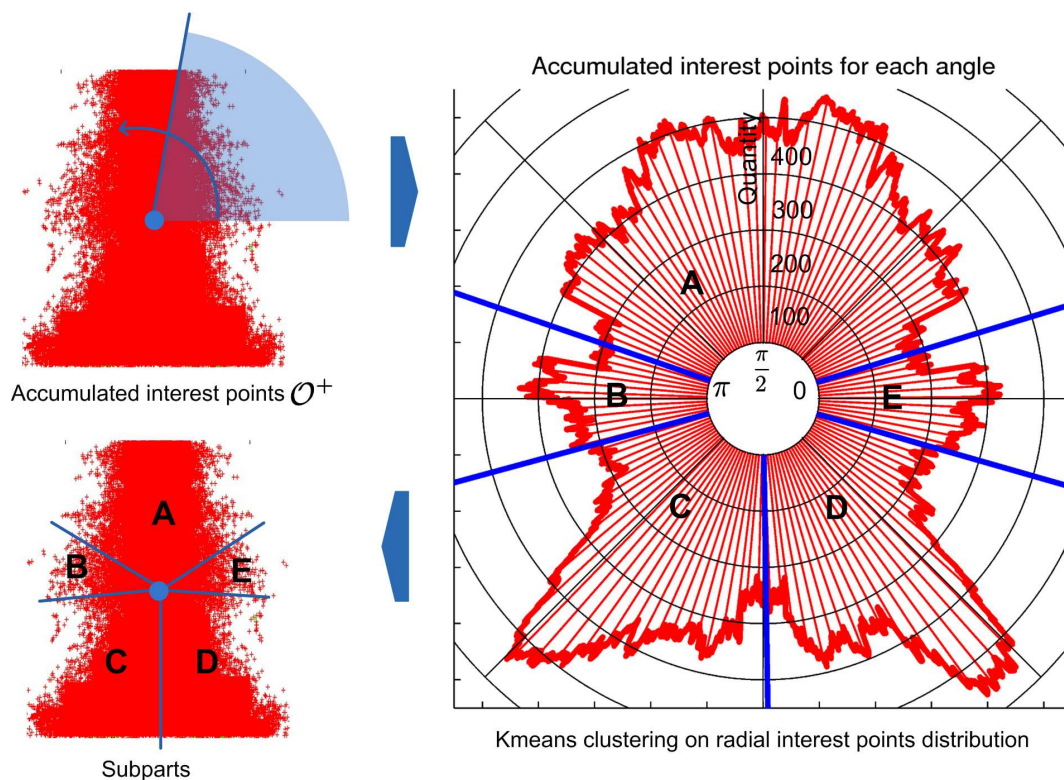 Accumulated interest points 𝒪⁺
Accumulated interest points for each angle
Quantity
400
300
200
100
A
B
π
π/2
0
E
C
D
Kmeans clustering on radial interest points distribution
A
B
E
C
D
Subparts